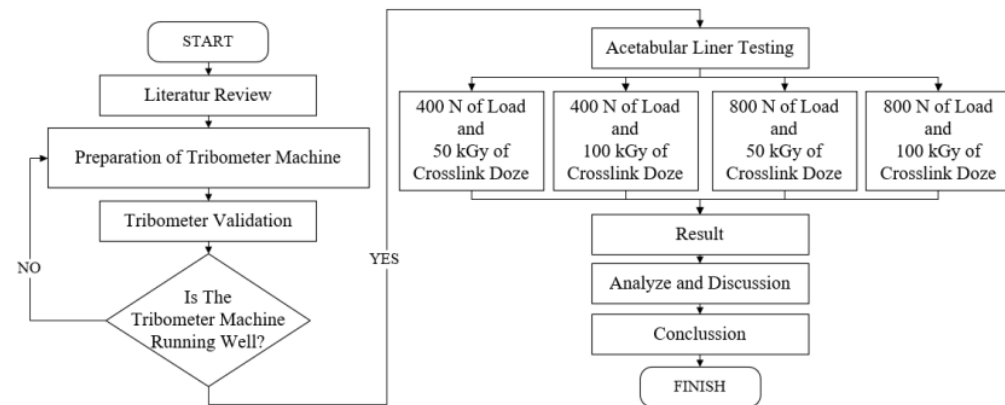 START
Literatur Review
Preparation of Tribometer Machine
Tribometer Validation
NO
Is The
Tribometer Machine
Running Well?
YES
Acetabular Liner Testing
400 N of Load
and
50 kGy of
Crosslink Doze
400 N of Load
and
100 kGy of
Crosslink Doze
800 N of Load
and
50 kGy of
Crosslink Doze
800 N of Load
and
100 kGy of
Crosslink Doze
Result
Analyze and Discussion
Conclussion
FINISH